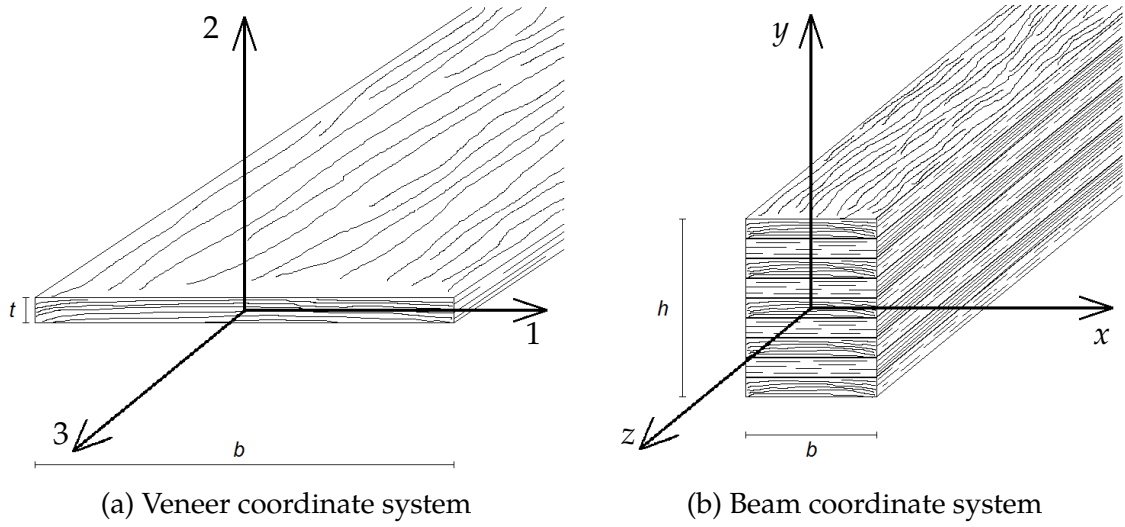 2
1
3
t
b
(a) Veneer coordinate system
y
x
z
h
b
(b) Beam coordinate system